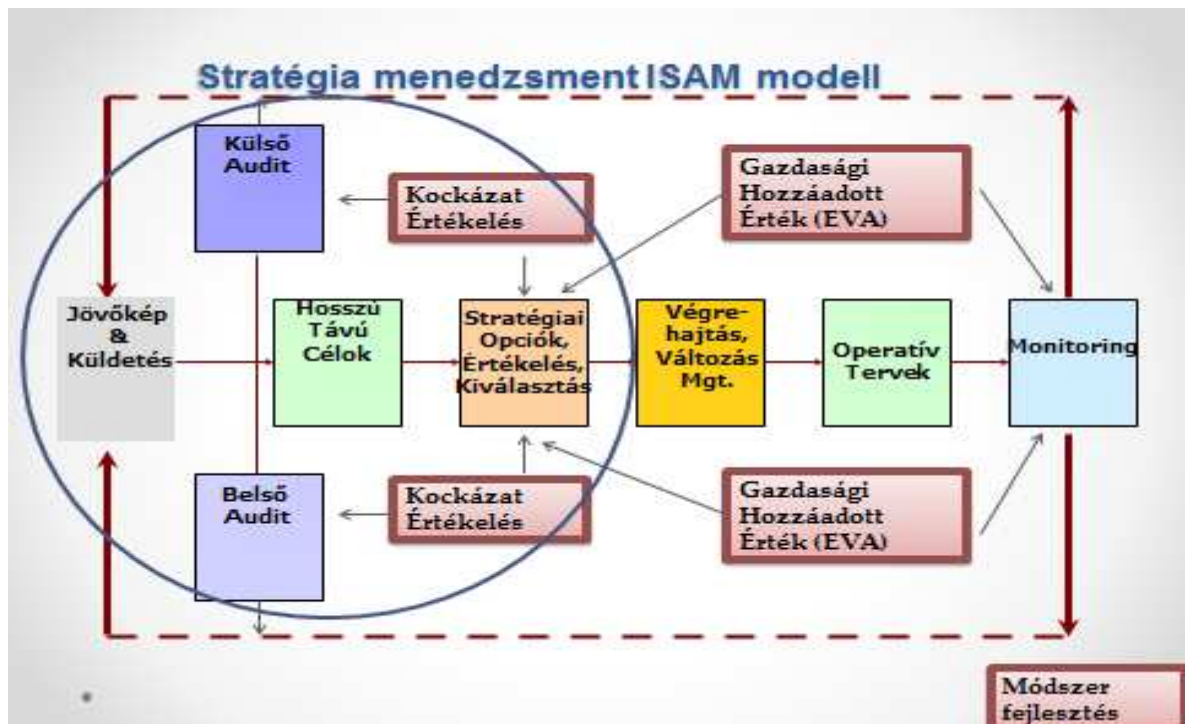 Stratégia menedzsment ISAM modell
Külső
Audit
Kockázat
Értékelés
Gazdasági
Hozzáadott
Érték (EVA)
Jövőkép
&
Küldetés
Hosszú
Távú
Célok
Stratégiai
Opciók,
Értékelés,
Kiválasztás
Végre-
hajtás,
Változás
Mgt.
Operatív
Tervek
Monitoring
Belső
Audit
Kockázat
Értékelés
Gazdasági
Hozzáadott
Érték (EVA)
Módszer
fejlesztés